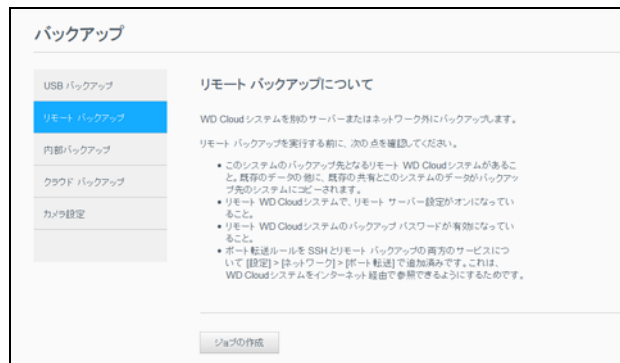 バックアップ
USB バックアップ
リモート バックアップ
内部バックアップ
クラウド バックアップ
カメラ設定
リモート バックアップについて
WD Cloudシステムを別のサーバーまたはネットワーク外にバックアップします。
リモート バックアップを実行する前に、次の点を確認してください。
• このシステムのバックアップ先となるリモート WD Cloudシステムがあるこ
と。既存のデータの他に、既存の共有とこのシステムのデータがバックアッ
プ先のシステムにコピーされます。
• リモート WD Cloudシステムで、リモート サーバー設定がオンになってい
ること。
• リモート WD Cloudシステムのバックアップ パスワードが有効になってい
ること。
• ポート転送ルールを SSH とリモート バックアップの両方のサービスにつ
いて [設定] > [ネットワーク] > [ポート転送] で追加済みです。これは、
WD Cloudシステムをインターネット経由で参照できるようにするためです。
ジョブの作成